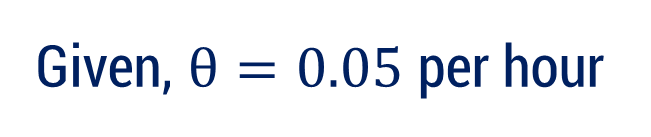 Given, θ = 0.05 per hour